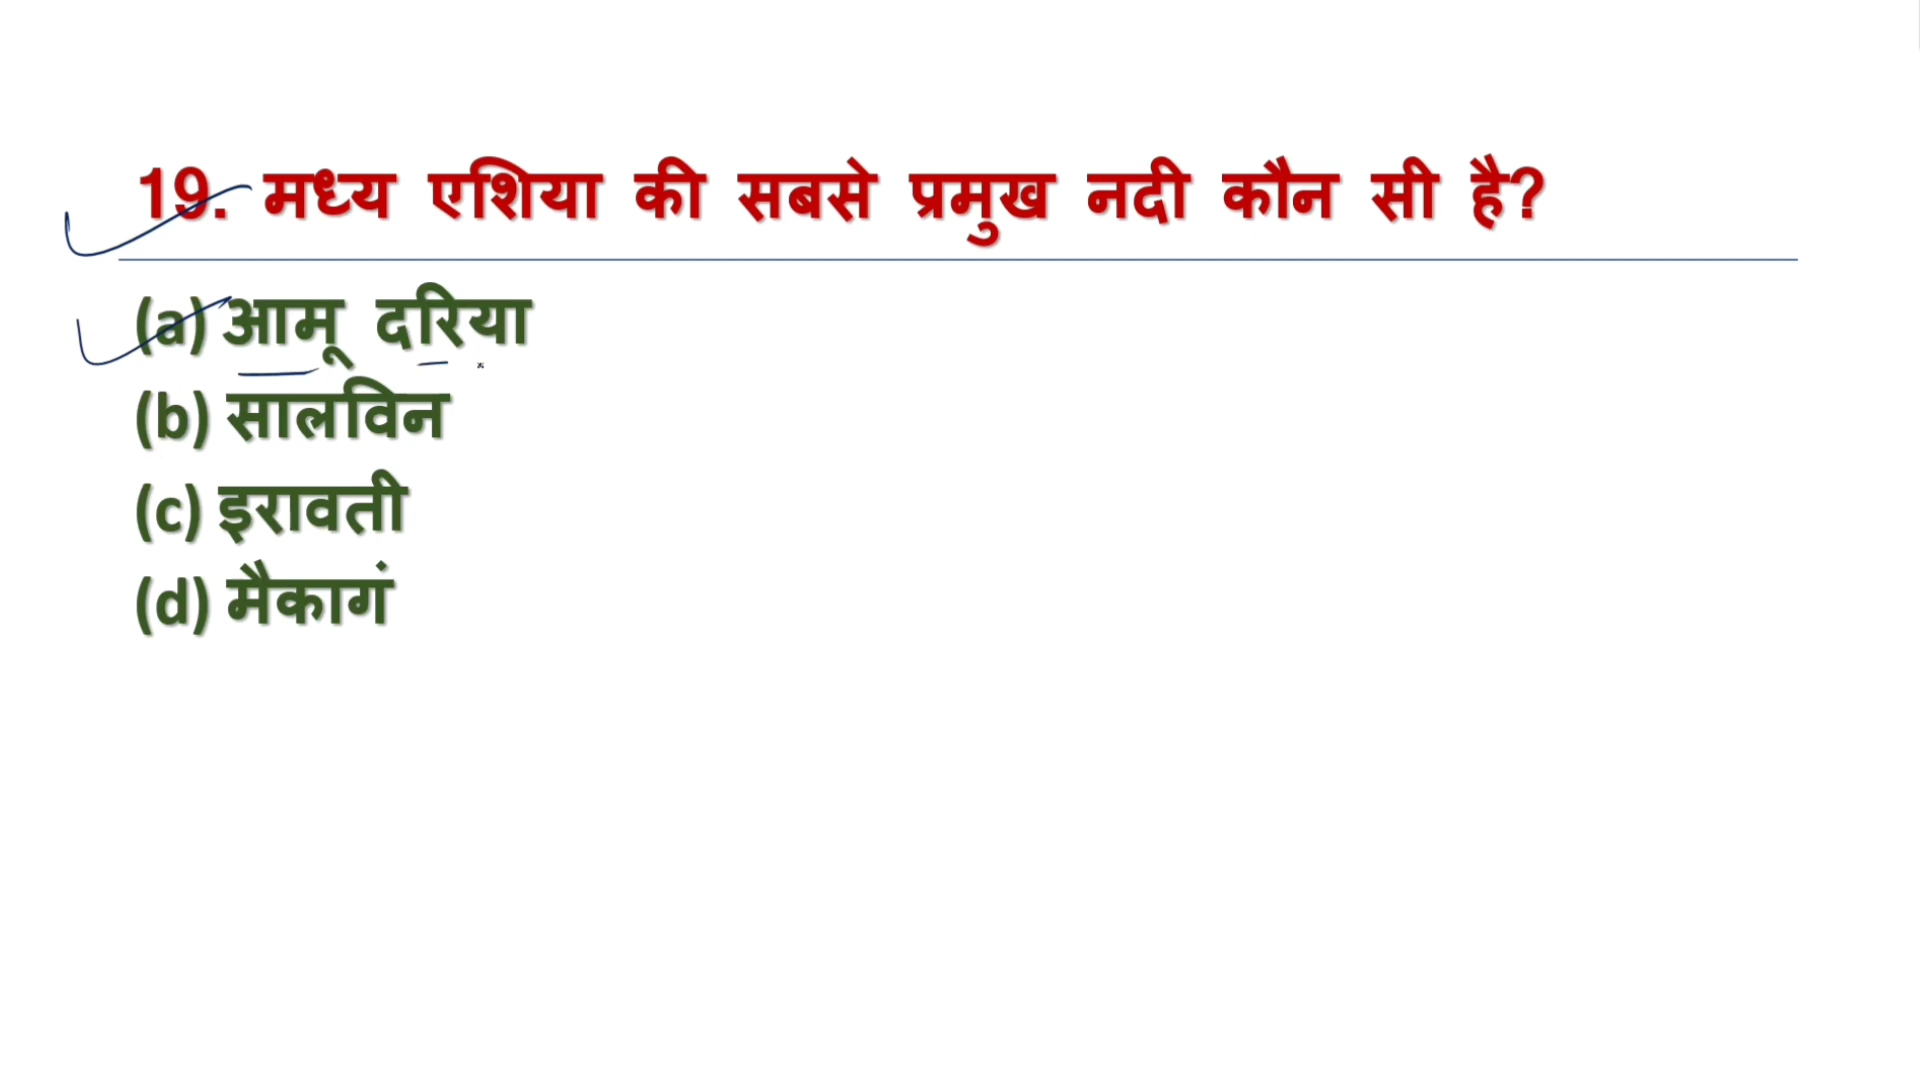 19. मध्य एशिया की सबसे प्रमुख नदी कौन सी है?
(a) आमू दरिया
(b) सालविन
(c) इरावती
(d) मैकागं